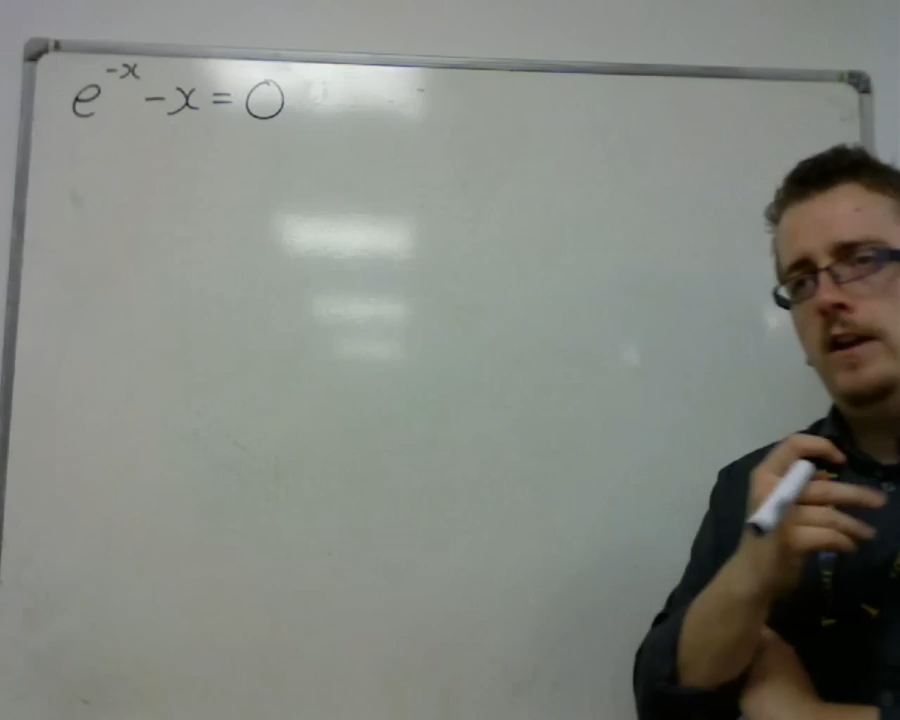 e^{-x} - x = 0